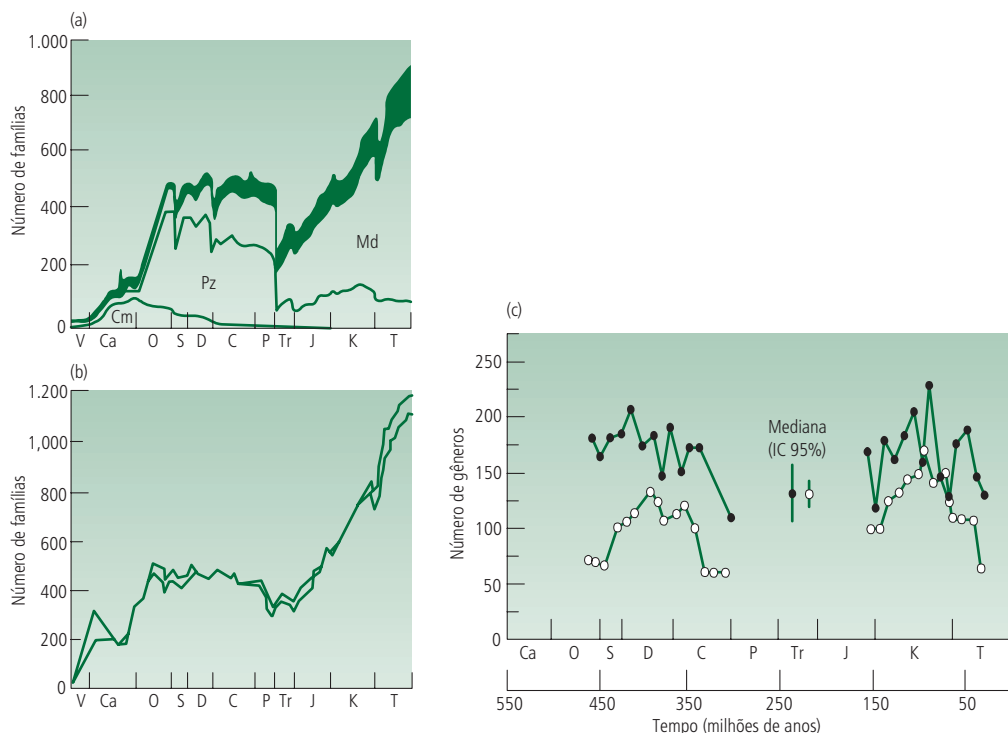 (a)
1.000
800
600
400
200
0
Número de famílias
Cm
Pz
Md
V Ca O S D C P Tr J K T
(b)
1.200
1,000
800
600
400
200
0
Número de famílias
V Ca O S D C P Tr J K T
(c)
250
200
150
100
50
0
Número de gêneros
Mediana
(IC 95%)
Ca O S D C P Tr J K T
550 450 350 250 150 50
Tempo (milhões de anos)